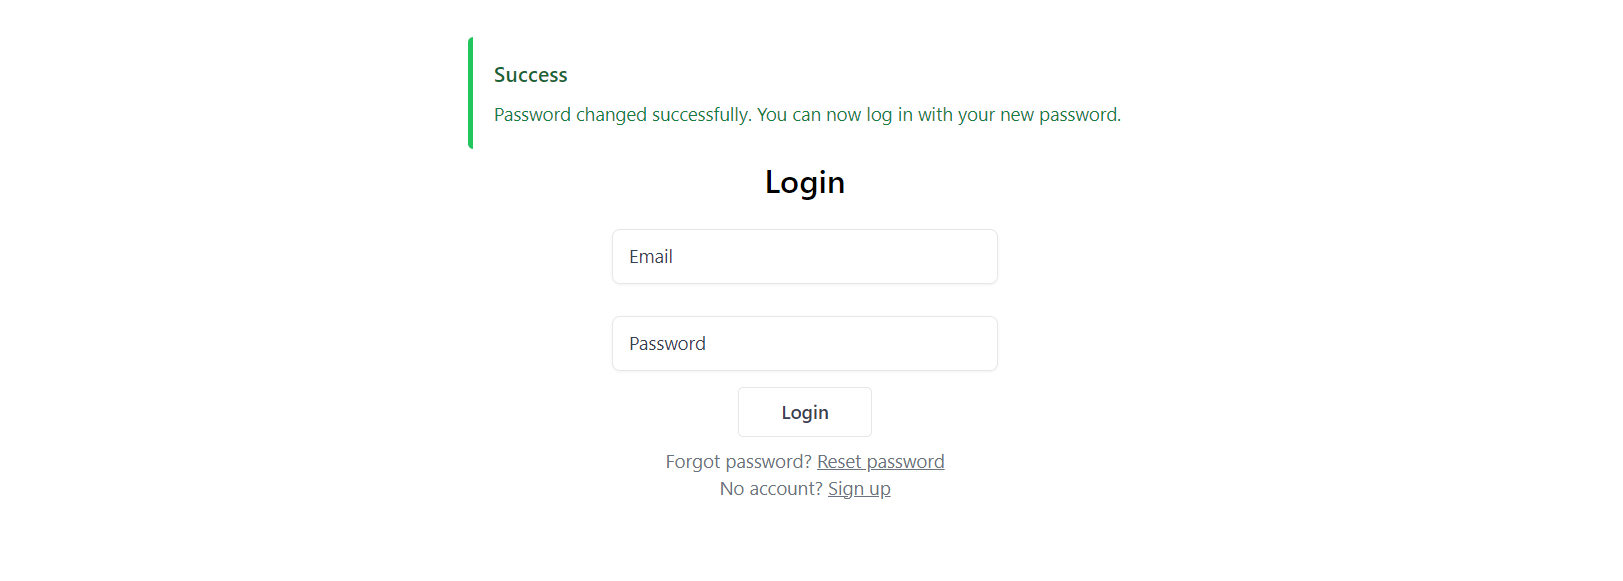 Success
Password changed successfully. You can now log in with your new password.
Login
Email
Password
Login
Forgot password? Reset password
No account? Sign up